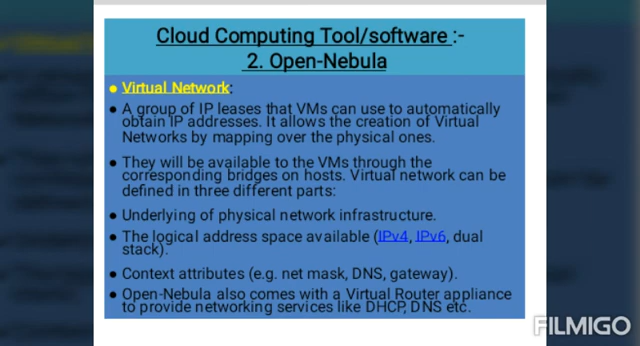 Cloud Computing Tool/software :-
2. Open-Nebula
● Virtual Network:
● A group of IP leases that VMs can use to automatically
obtain IP addresses. It allows the creation of Virtual
Networks by mapping over the physical ones.
● They will be available to the VMs through the
corresponding bridges on hosts. Virtual network can be
defined in three different parts:
● Underlying of physical network infrastructure.
● The logical address space available (IPv4, IPv6, dual
stack).
● Context attributes (e.g. net mask, DNS, gateway).
● Open-Nebula also comes with a Virtual Router appliance
to provide networking services like DHCP, DNS etc.
FILMIGO